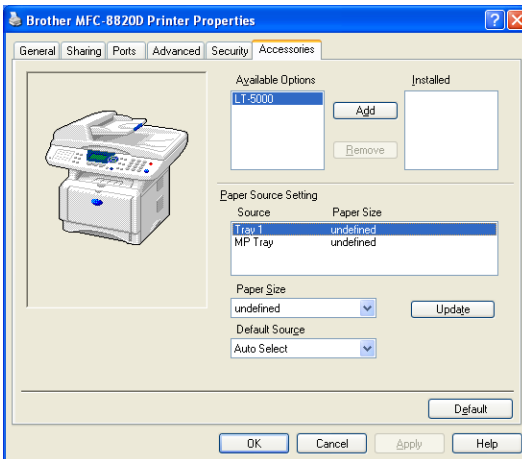 Brother MFC-8820D Printer Properties
General Sharing Ports Advanced Security Accessories
Available Options Installed
LT-5000
Add
Remove
Paper Source Setting
Source Paper Size
Tray 1 undefined
MP Tray undefined
Paper Size
undefined Update
Default Source
Auto Select
Default
OK Cancel Apply Help